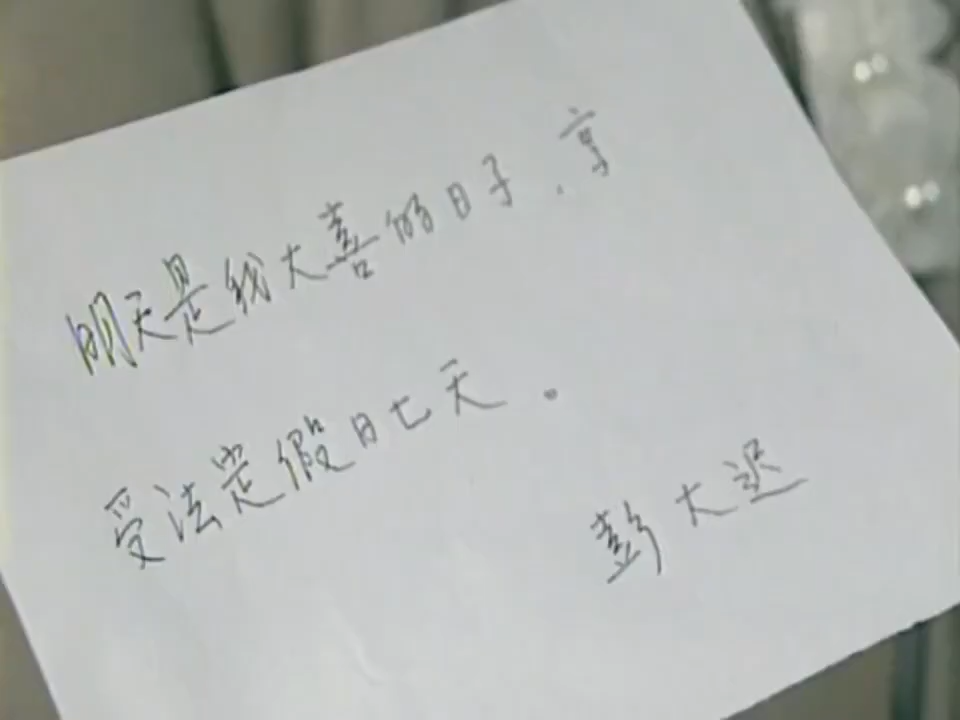 明天是我大喜的日子，享
受法定假日七天。
彭大迟